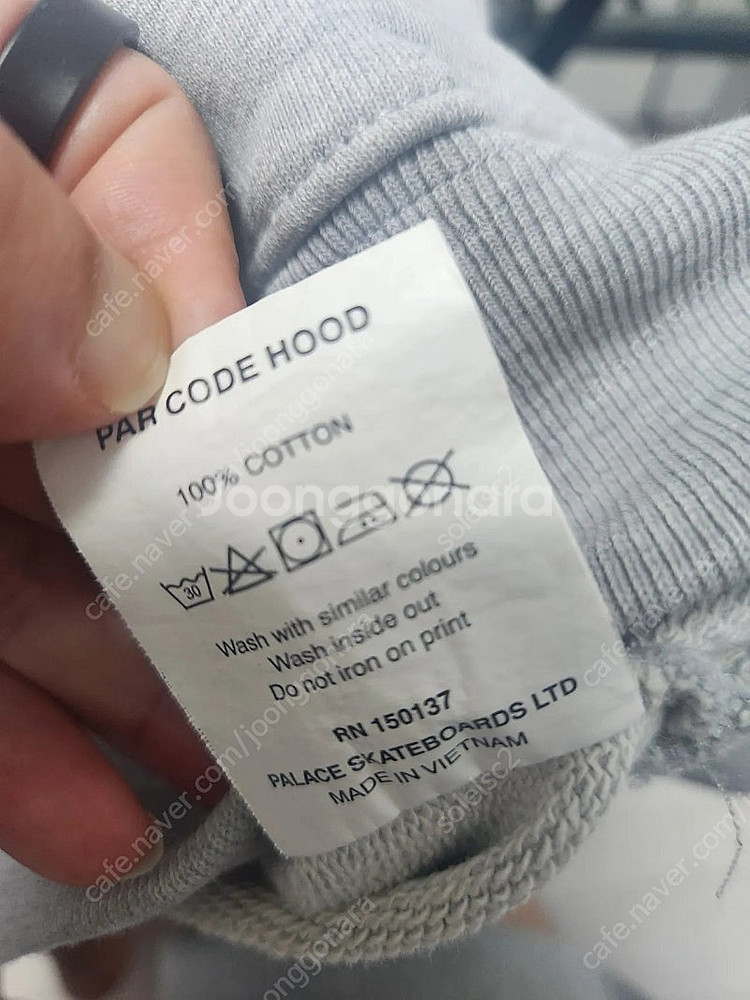 PAR CODE HOOD
100% COTTON
30
Wash with similar colours
Wash inside out
Do not iron on print
RN 150137
PALACE SKATEBOARDS LTD
MADE IN VIETNAM
Joonggonara
cafe.naver.com/joonggonara
solelsc2